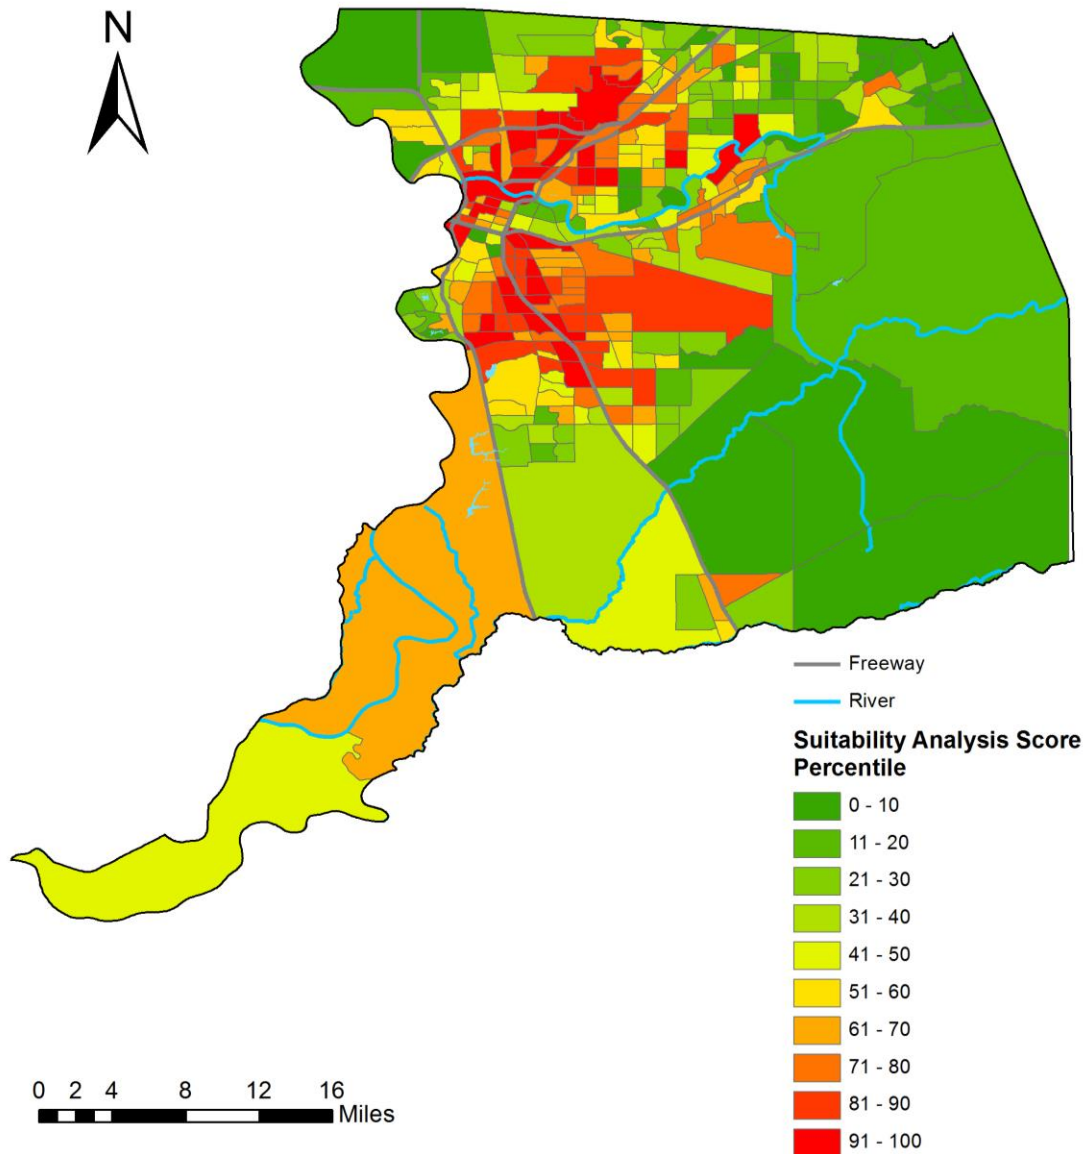 N
Freeway
River
Suitability Analysis Score
Percentile
0 - 10
11 - 20
21 - 30
31 - 40
41 - 50
51 - 60
61 - 70
71 - 80
81 - 90
91 - 100
0 2 4 8 12 16
Miles